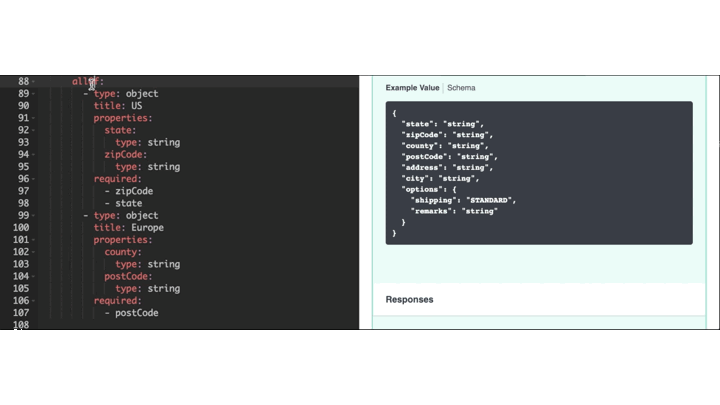 88 allOf:
89 - type: object
90 title: US
91 properties:
92 state:
93 type: string
94 zipCode:
95 type: string
96 required:
97 - zipCode
98 - state
99 - type: object
100 title: Europe
101 properties:
102 county:
103 type: string
104 postCode:
105 type: string
106 required:
107 - postCode
108
Example Value | Schema
{
"state": "string",
"zipCode": "string",
"county": "string",
"postCode": "string",
"address": "string",
"city": "string",
"options": {
"shipping": "STANDARD",
"remarks": "string"
}
}
Responses